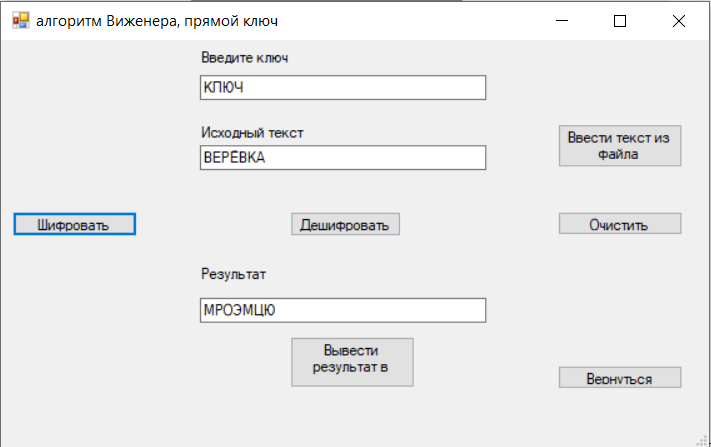 алгоритм Виженера, прямой ключ
Введите ключ
КЛЮЧ
Исходный текст
ВЕРЁВКА
Ввести текст из
файла
Шифровать
Дешифровать
Очистить
Результат
МРОЭМЦЮ
Вывести
результат в
Вернуться